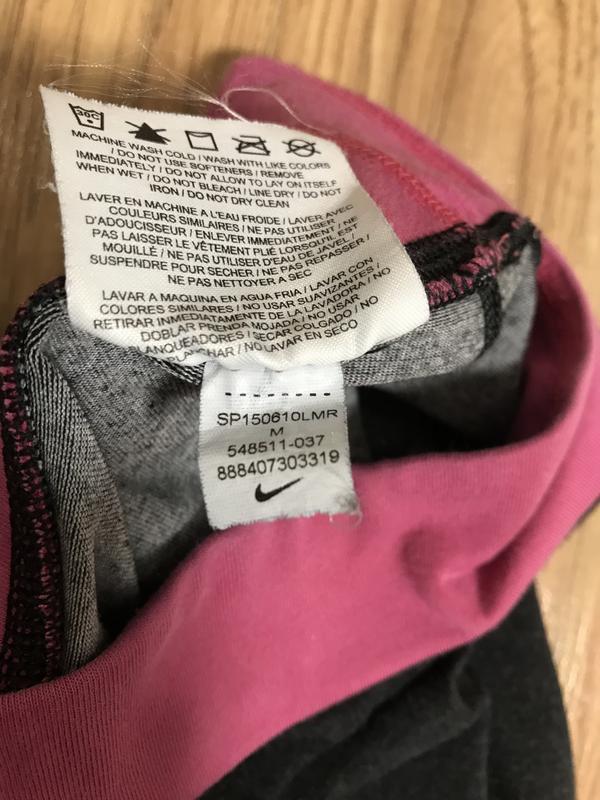 30C
MACHINE WASH COLD / WASH WITH LIKE COLORS
/ DO NOT USE SOFTENERS / REMOVE
IMMEDIATELY / DO NOT ALLOW TO LAY ON ITSELF
WHEN WET / DO NOT BLEACH / LINE DRY / DO NOT
IRON / DO NOT DRY CLEAN
LAVER EN MACHINE A L'EAU FROIDE / LAVER AVEC
COULEURS SIMILAIRES / NE PAS UTILISER
D'ADOUCISSEUR / ENLEVER IMMEDIATEMENT / NE
PAS LAISSER LE VÊTEMENT PLIÉ LORSQU'IL EST
MOUILLÉ / NE PAS UTILISER D'EAU DE JAVEL /
SUSPENDRE POUR SECHER / NE PAS REPASSER /
NE PAS NETTOYER A SEC
LAVAR A MAQUINA EN AGUA FRIA / LAVAR CON
COLORES SIMILARES / NO USAR SUAVIZANTES /
RETIRAR INMEDIATAMENTE DE LA LAVADORA / NO
DOBLAR PRENDA MOJADA / NO USAR
ANQUEADORES / SECAR COLGADO / NO
PLANCHAR / NO LAVAR EN SECO
SP150610LMR
M
548511-037
888407303319